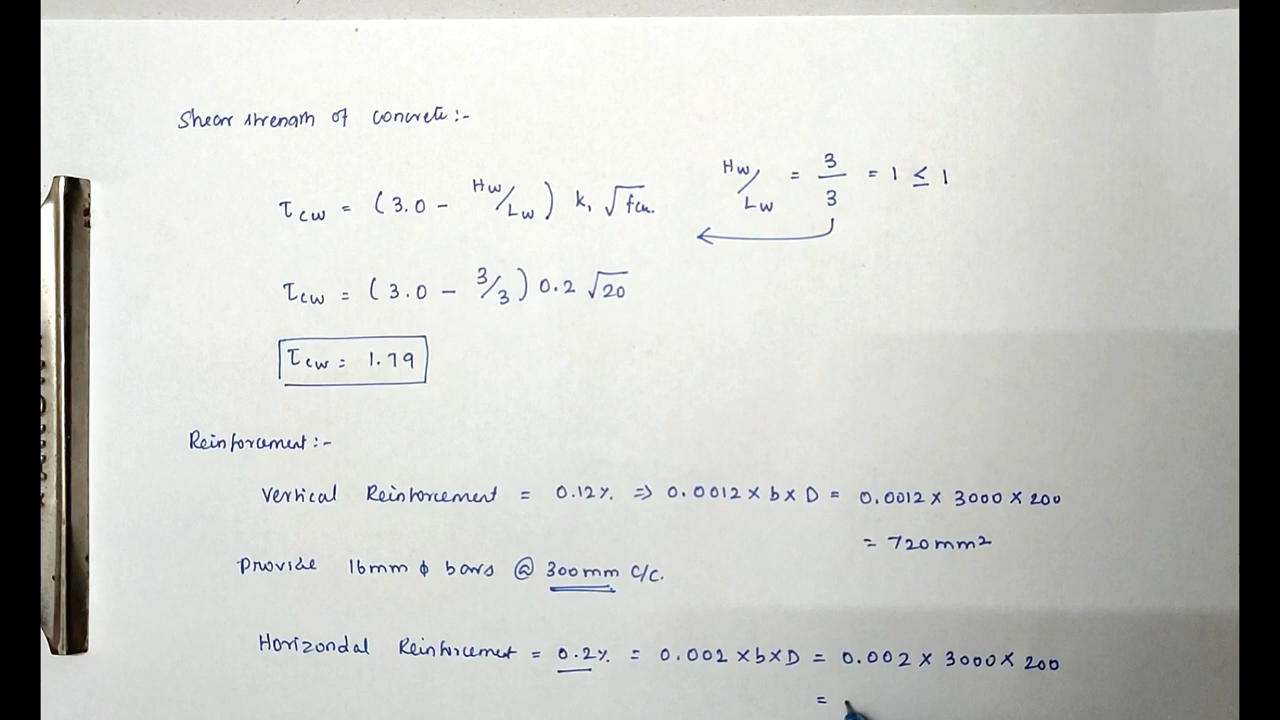 Shear strength of concrete:-
τcw = (3.0 - Hw/Lw) k, √fcu. Hw/Lw = 3/3 = 1 ≤ 1
τcw = (3.0 - 3/3) 0.2 √20
τcw = 1.79
Reinforcement:-
Vertical Reinforcement = 0.12% => 0.0012 × b × D = 0.0012 × 3000 × 200
= 720mm²
Provide 16mm ϕ bars @ 300mm c/c.
Horizondal Reinforcement = 0.2% = 0.002 × b × D = 0.002 × 3000 × 200
=